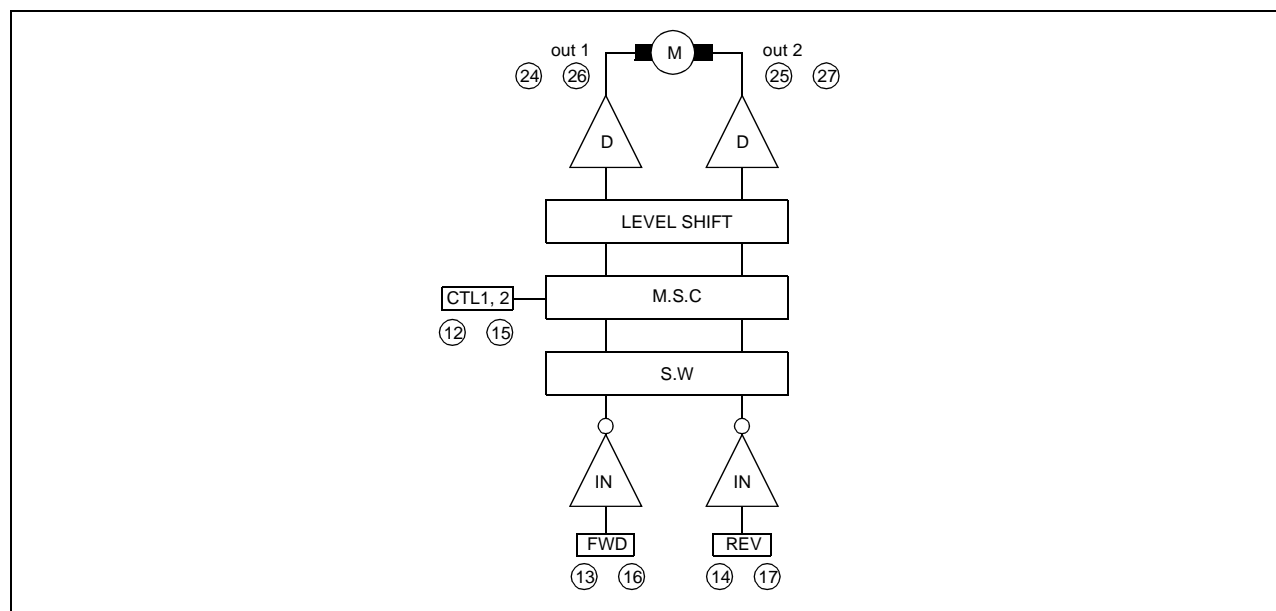 out 1 M out 2
24 26 25 27
D D
LEVEL SHIFT
CTL1, 2 M.S.C
12 15
S.W
IN IN
FWD REV
13 16 14 17